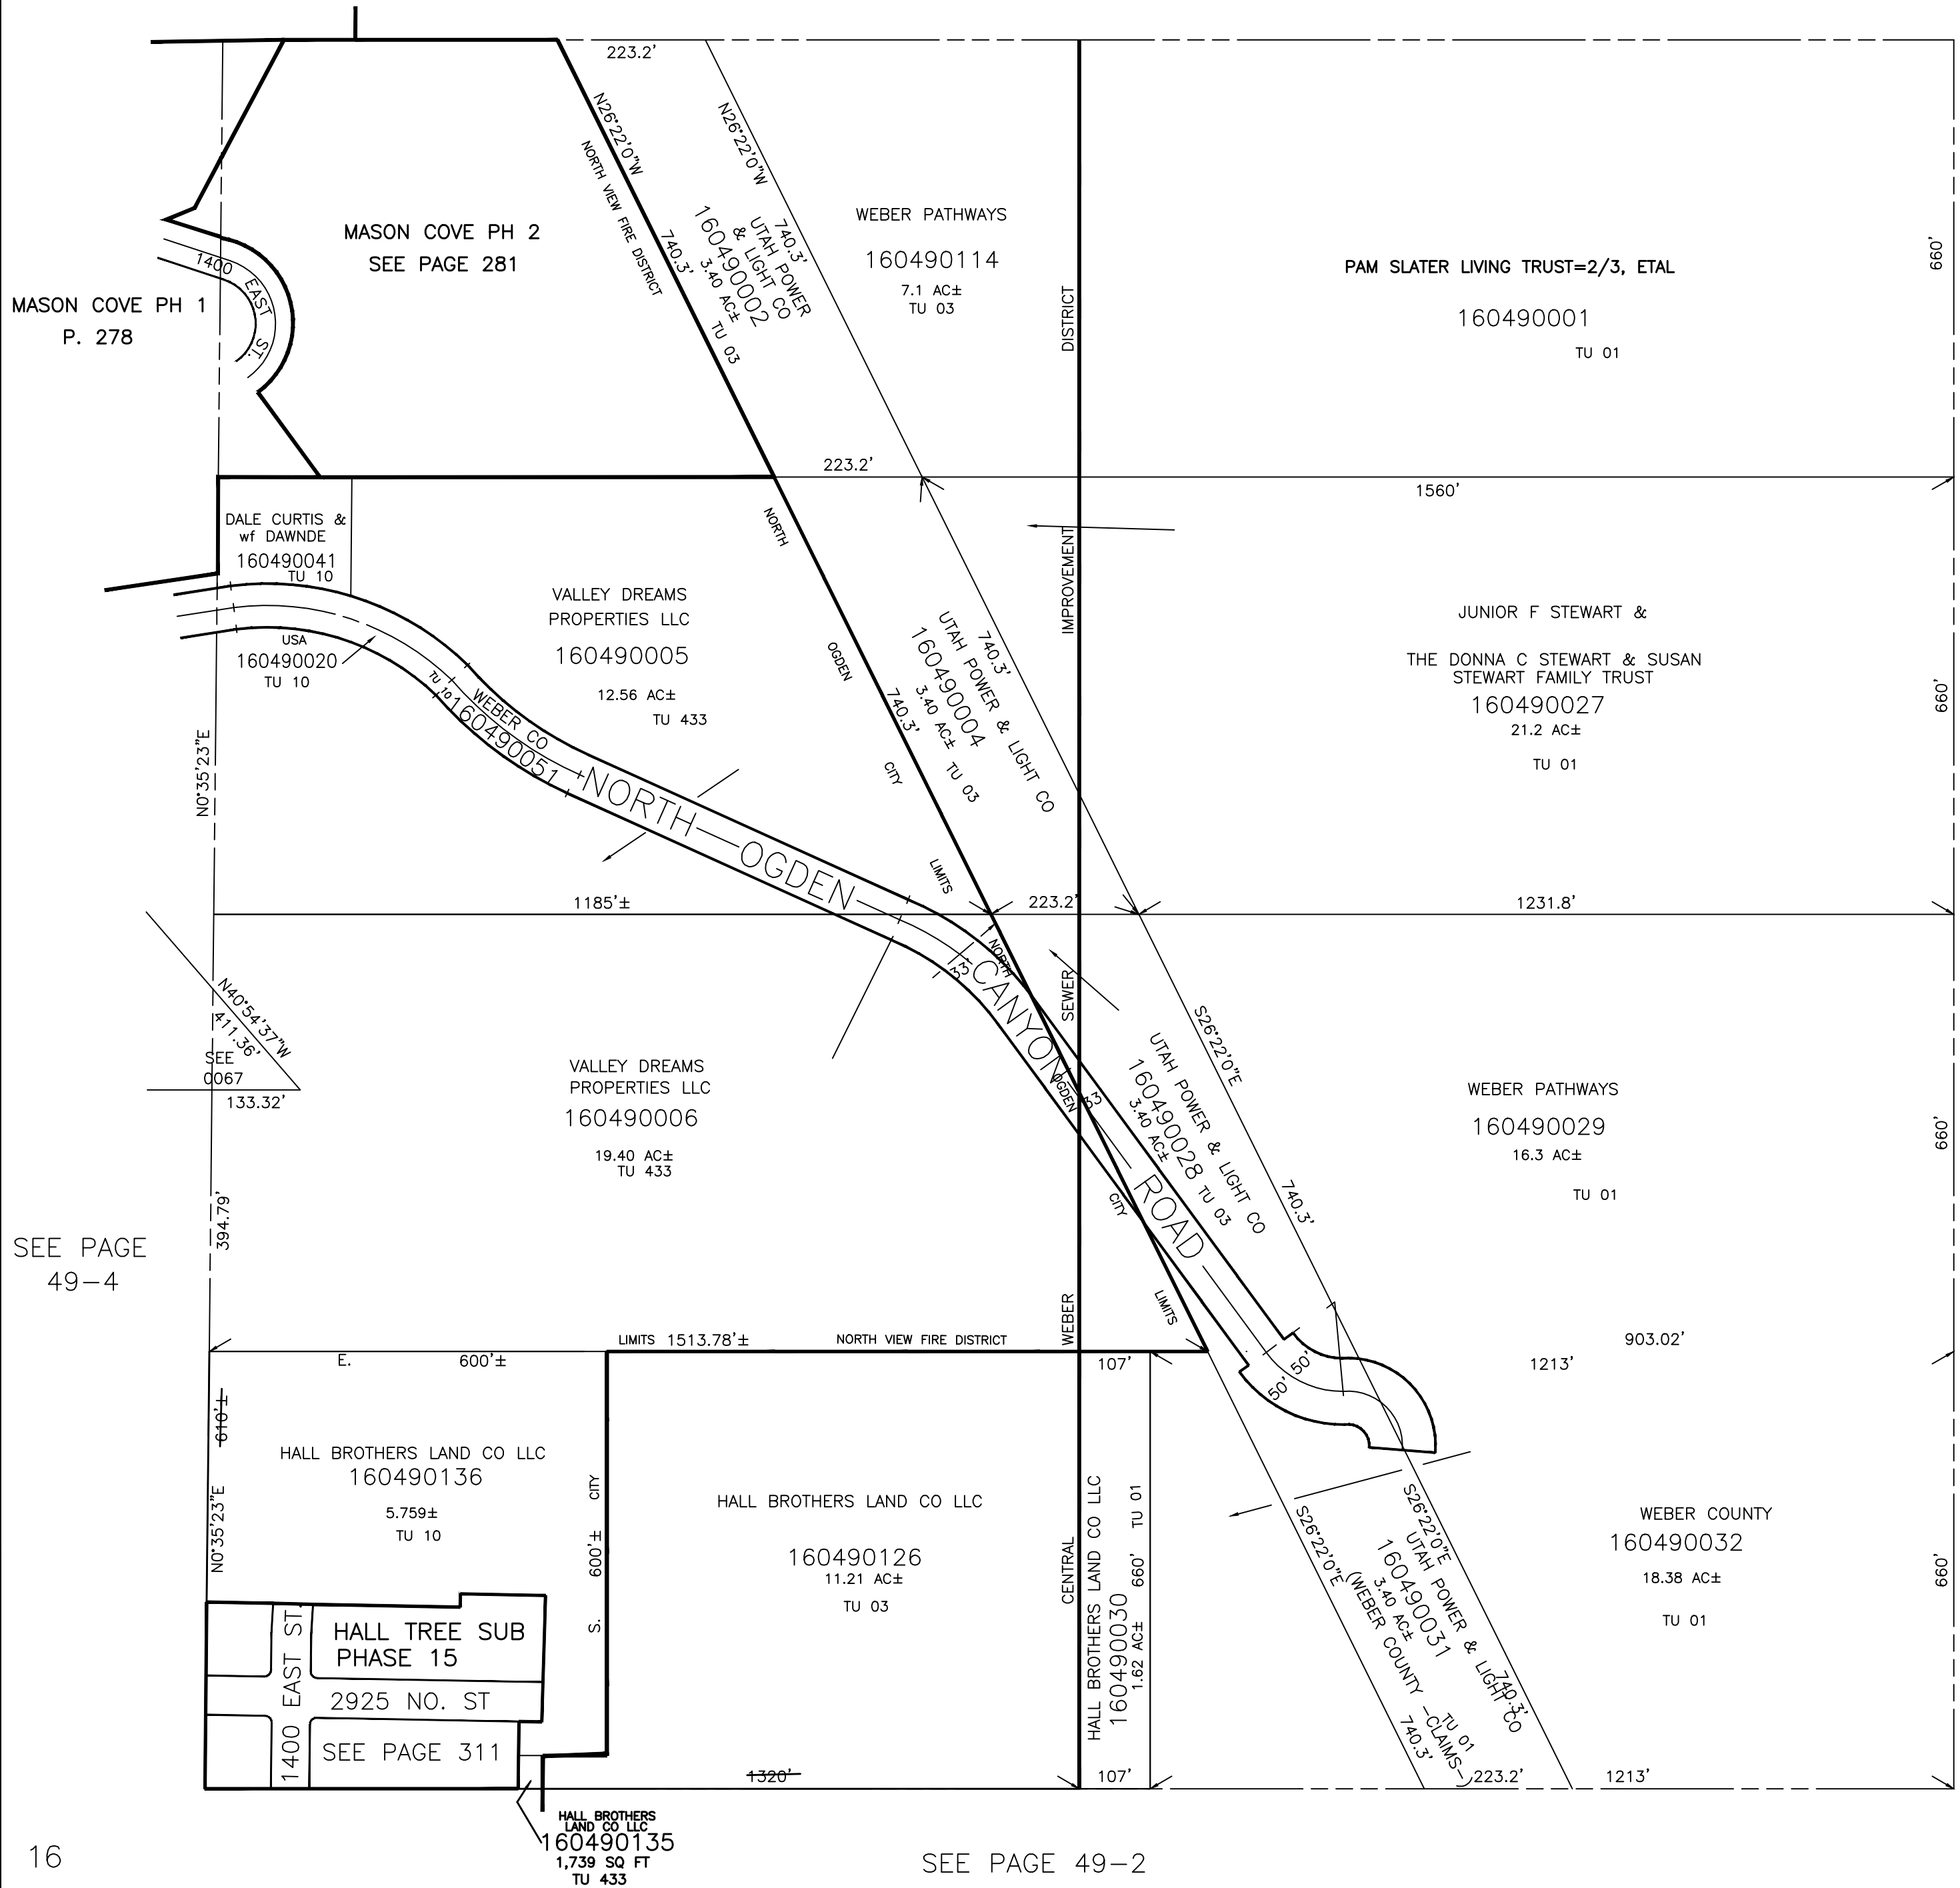 223.2'
N26°22'0"W
N26°22'0"W
NORTH VIEW FIRE DISTRICT
740.3'
740.3'
UTAH POWER
& LIGHT CO
160490002
3.40 AC±
TU 03
WEBER PATHWAYS
160490114
7.1 AC±
TU 03
DISTRICT
PAM SLATER LIVING TRUST=2/3, ETAL
160490001
TU 01
660'
MASON COVE PH 2
SEE PAGE 281
1400
EAST
ST.
MASON COVE PH 1
P. 278
223.2'
1560'
DALE CURTIS &
wf DAWNDE
160490041
TU 10
USA
160490020
TU 10
VALLEY DREAMS
PROPERTIES LLC
160490005
12.56 AC±
TU 433
TU 10
WEBER CO
160490051
NORTH
OGDEN
CITY
LIMITS
740.3'
740.3'
UTAH POWER & LIGHT CO
160490004
3.40 AC±
TU 03
IMPROVEMENT
JUNIOR F STEWART &
THE DONNA C STEWART & SUSAN
STEWART FAMILY TRUST
160490027
21.2 AC±
TU 01
660'
N0°35'23"E
NORTH
OGDEN
CANYON
ROAD
1185'±
223.2'
1231.8'
N40°54'37"W
411.36'
SEE
0067
133.32'
394.79'
VALLEY DREAMS
PROPERTIES LLC
160490006
19.40 AC±
TU 433
33
33
NORTH
OGDEN
CITY
LIMITS
SEWER
S26°22'0"E
UTAH POWER & LIGHT CO
160490028
3.40 AC±
TU 03
740.3'
WEBER PATHWAYS
160490029
16.3 AC±
TU 01
660'
SEE PAGE
49-4
WEBER
LIMITS 1513.78'±
NORTH VIEW FIRE DISTRICT
E.
600'±
107'
50'
50'
903.02'
1213'
610'±
N0°35'23"E
HALL BROTHERS LAND CO LLC
160490136
5.759±
TU 10
S. 600'± CITY
HALL BROTHERS LAND CO LLC
160490126
11.21 AC±
TU 03
CENTRAL
HALL BROTHERS LAND CO LLC
160490030
1.62 AC± 660' TU 01
S26°22'0"E
S26°22'0"E
UTAH POWER & LIGHT CO
160490031
3.40 AC±
TU 01
(WEBER COUNTY -CLAIMS-)
740.3'
740.3'
WEBER COUNTY
160490032
18.38 AC±
TU 01
660'
1400 EAST ST.
HALL TREE SUB
PHASE 15
2925 NO. ST
SEE PAGE 311
1320'
107'
223.2'
1213'
HALL BROTHERS
LAND CO LLC
160490135
1,739 SQ FT
TU 433
16
SEE PAGE 49-2